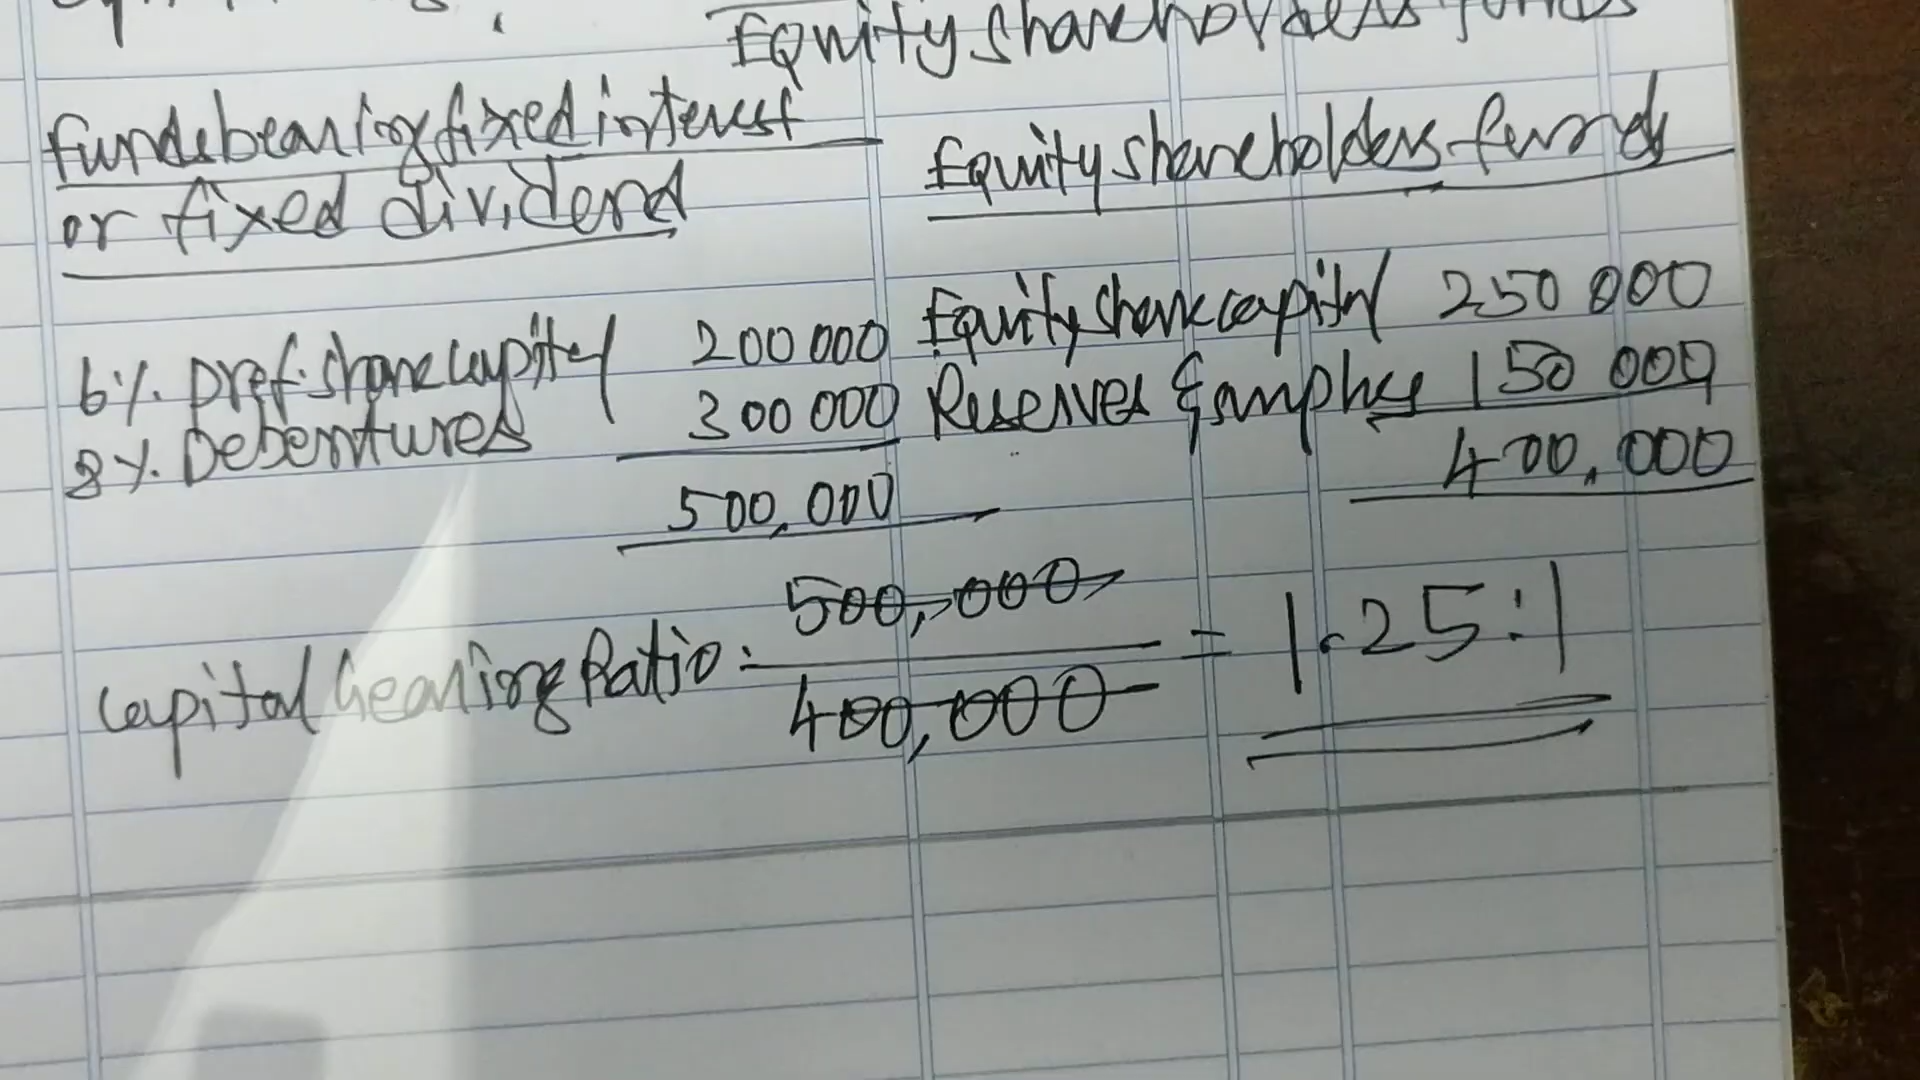 Equity shareholders funds
funds bearing fixed interest
or fixed dividend
Equity shareholders funds
6%. pref. share capital 200 000 Equity share capital 250 000
8%. Debentures 300 000 Reserves & surplus 150 000
500,000 400,000
Capital Gearing Ratio: 500,000 / 400,000 = 1.25:1